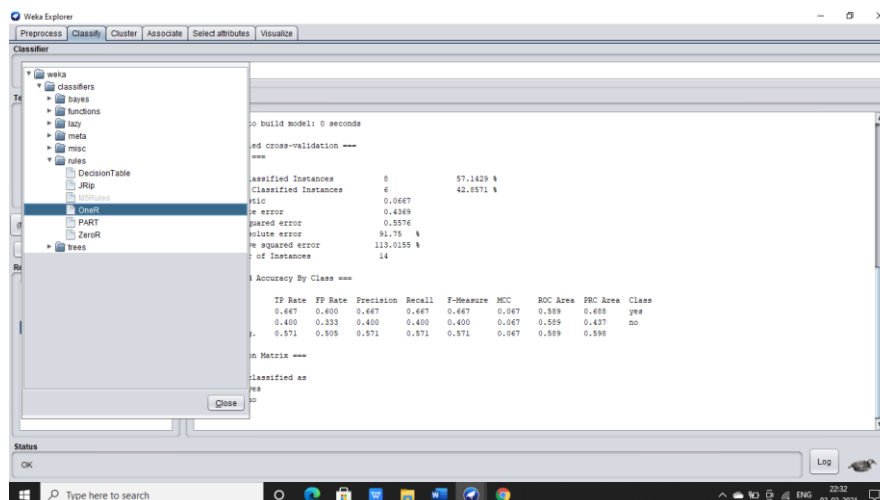 Weka Explorer
Preprocess Classify Cluster Associate Select attributes Visualize
Classifier
weka
classifiers
bayes
functions
lazy
meta
misc
rules
DecisionTable
JRip
M5Rules
OneR
PART
ZeroR
trees
Close
to build model: 0 seconds
ed cross-validation ===
===
assified Instances 8 57.1429 %
Classified Instances 6 42.8571 %
tic 0.0667
te error 0.4369
quared error 0.5576
solute error 91.75 %
ve squared error 113.0155 %
r of Instances 14
d Accuracy By Class ===
TP Rate FP Rate Precision Recall F-Measure MCC ROC Area PRC Area Class
0.667 0.600 0.667 0.667 0.667 0.067 0.589 0.688 yes
0.400 0.333 0.400 0.400 0.400 0.067 0.589 0.437 no
. 0.571 0.505 0.571 0.571 0.571 0.067 0.589 0.598
on Matrix ===
classified as
yes
no
Status
OK
Log
Type here to search
ENG
22:32